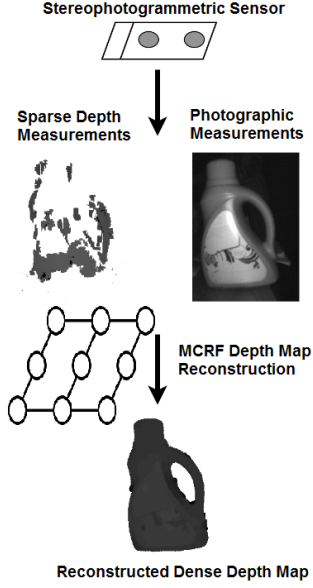 Stereophotogrammetric Sensor
Sparse Depth
Measurements
Photographic
Measurements
MCRF Depth Map
Reconstruction
Reconstructed Dense Depth Map